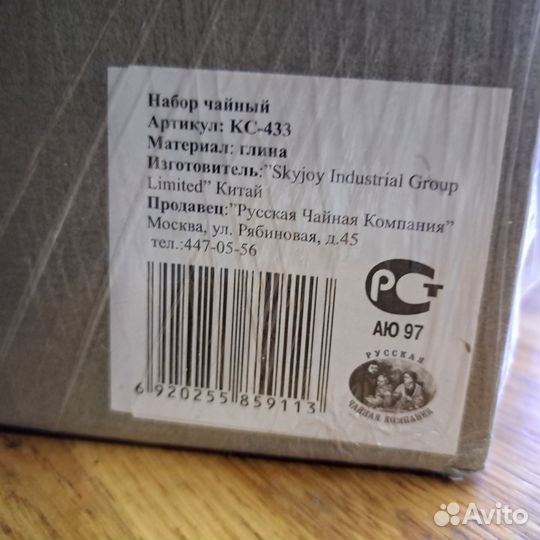 Набор чайный
Артикул: КС-433
Материал: глина
Изготовитель:"Skyjoy Industrial Group
Limited" Китай
Продавец:"Русская Чайная Компания"
Москва, ул. Рябиновая, д.45
тел.:447-05-56
РСТ
АЮ 97
РУССКАЯ
ЧАЙНАЯ КОМПАНИЯ
6 920255 859113
Avito